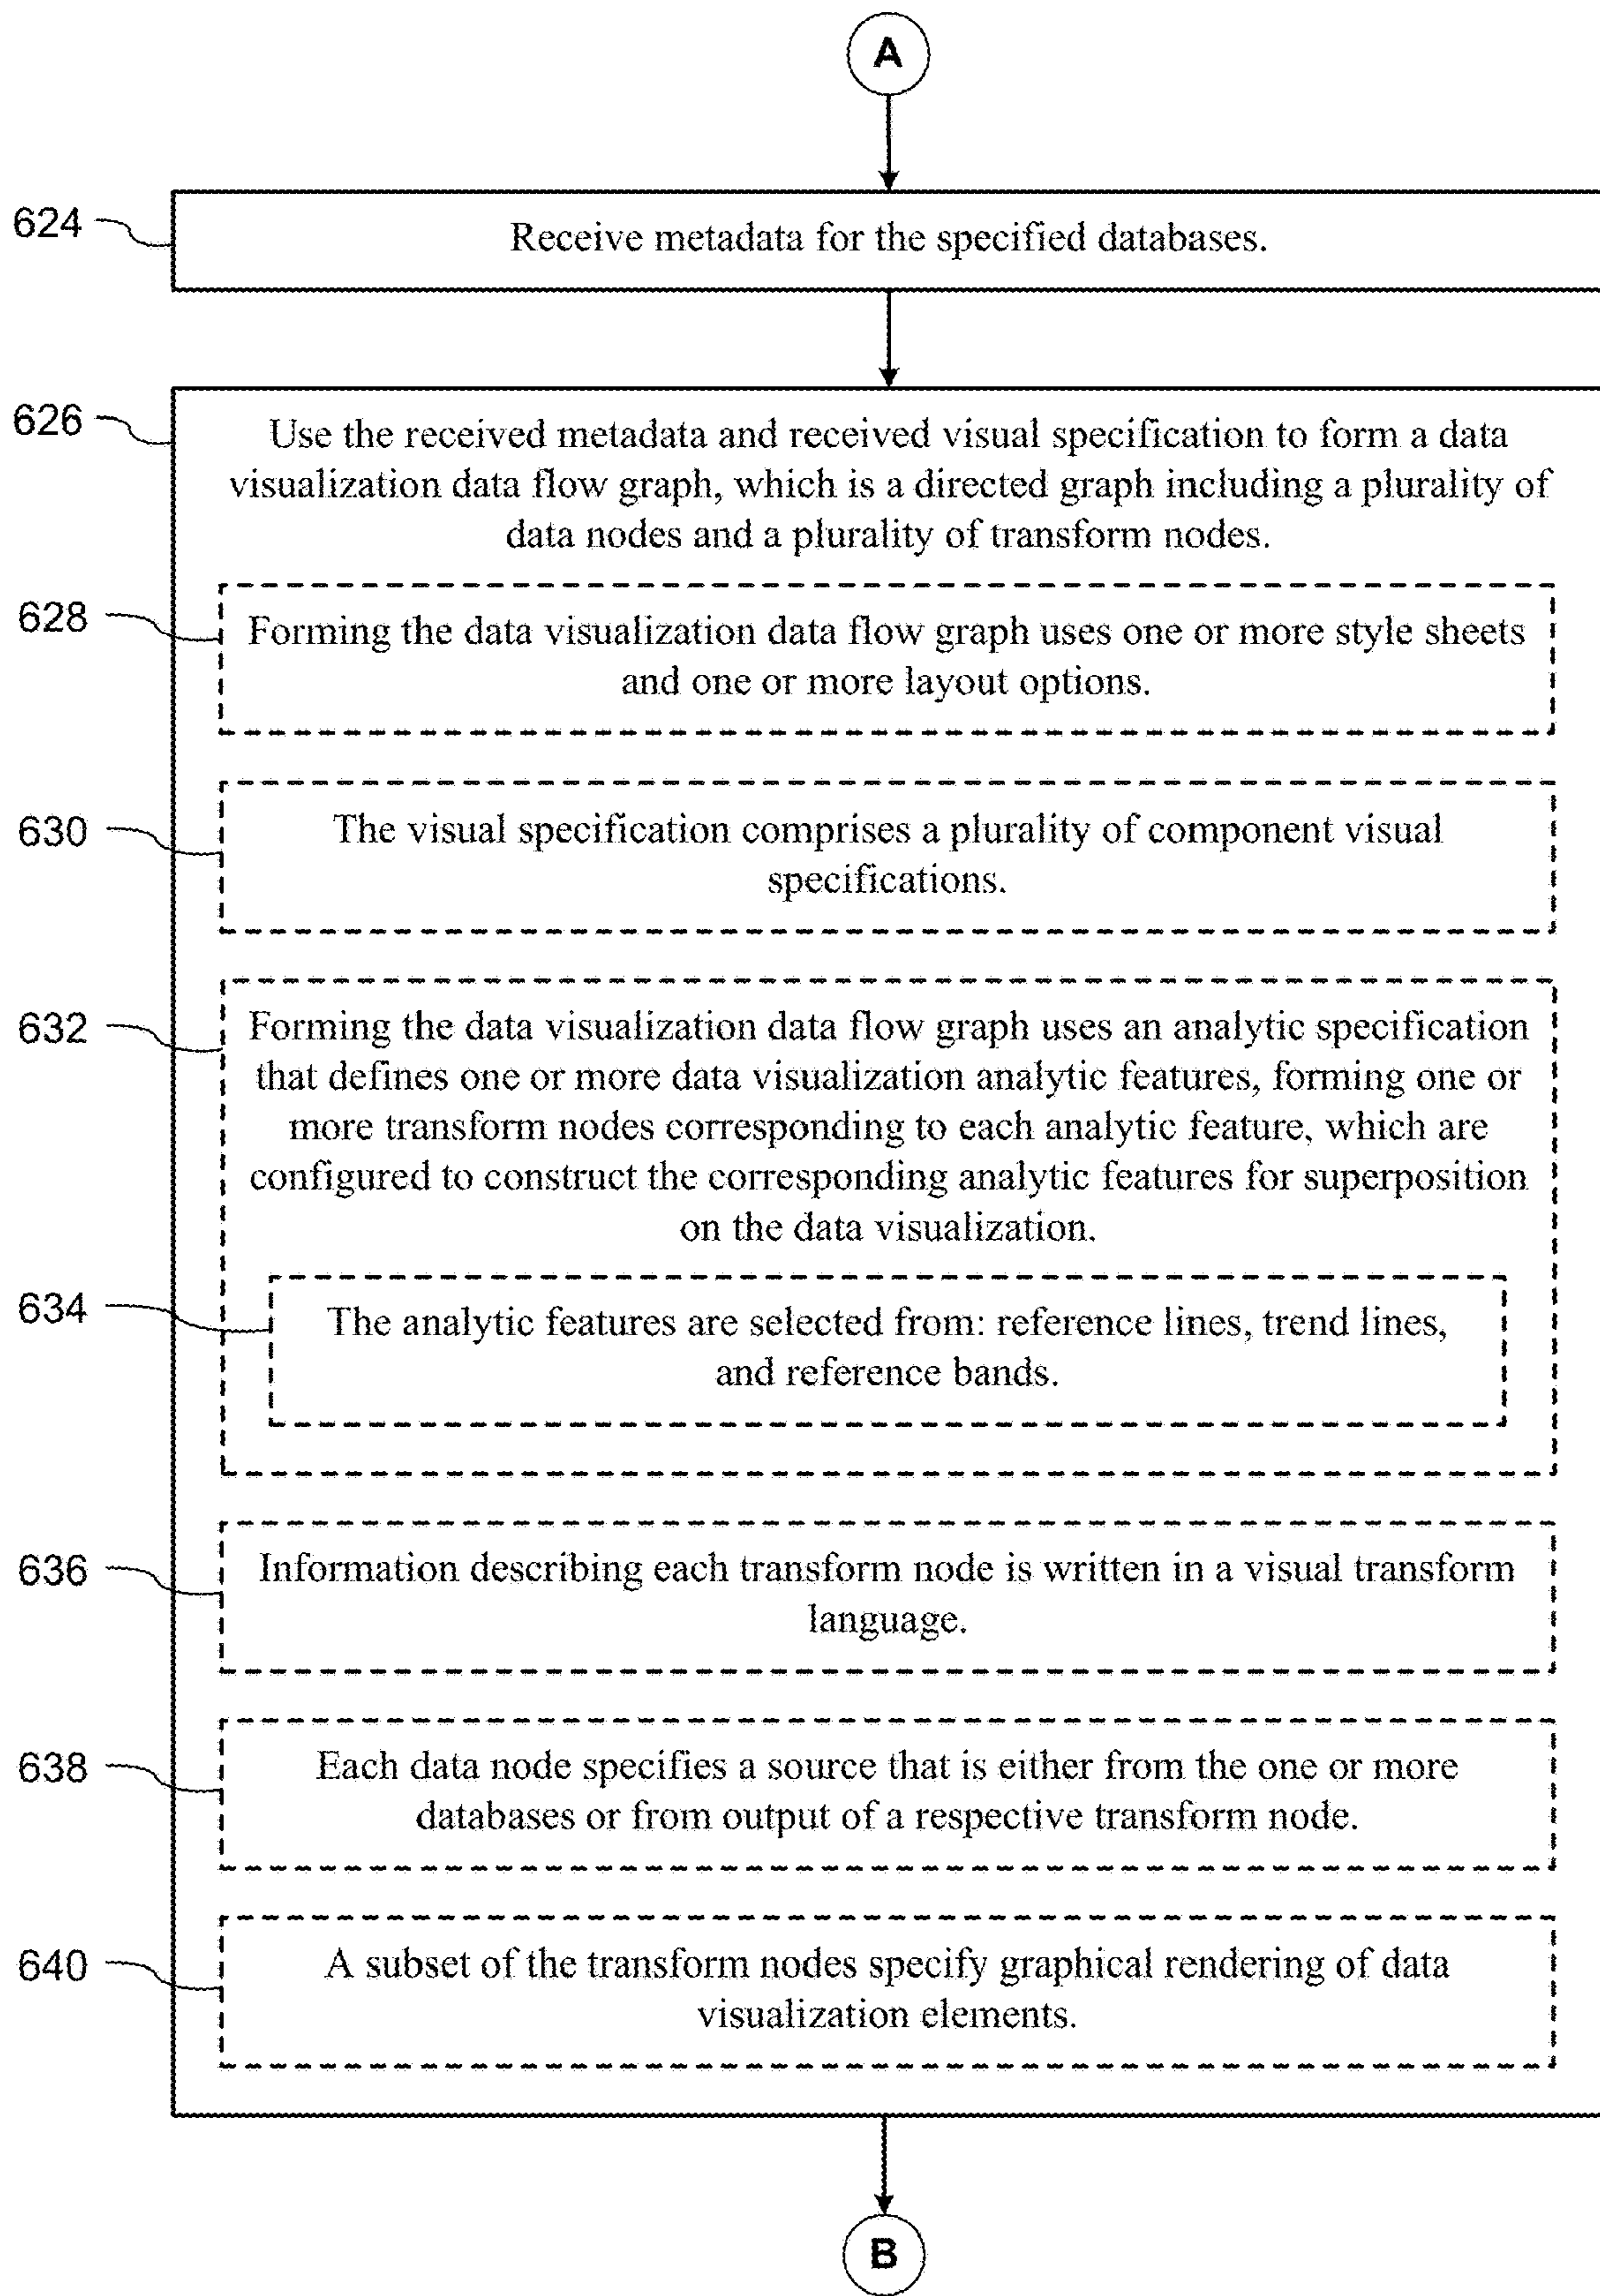 A
624
Receive metadata for the specified databases.
626
Use the received metadata and received visual specification to form a data
visualization data flow graph, which is a directed graph including a plurality of
data nodes and a plurality of transform nodes.
628
Forming the data visualization data flow graph uses one or more style sheets
and one or more layout options.
630
The visual specification comprises a plurality of component visual
specifications.
632
Forming the data visualization data flow graph uses an analytic specification
that defines one or more data visualization analytic features, forming one or
more transform nodes corresponding to each analytic feature, which are
configured to construct the corresponding analytic features for superposition
on the data visualization.
634
The analytic features are selected from: reference lines, trend lines,
and reference bands.
636
Information describing each transform node is written in a visual transform
language.
638
Each data node specifies a source that is either from the one or more
databases or from output of a respective transform node.
640
A subset of the transform nodes specify graphical rendering of data
visualization elements.
B